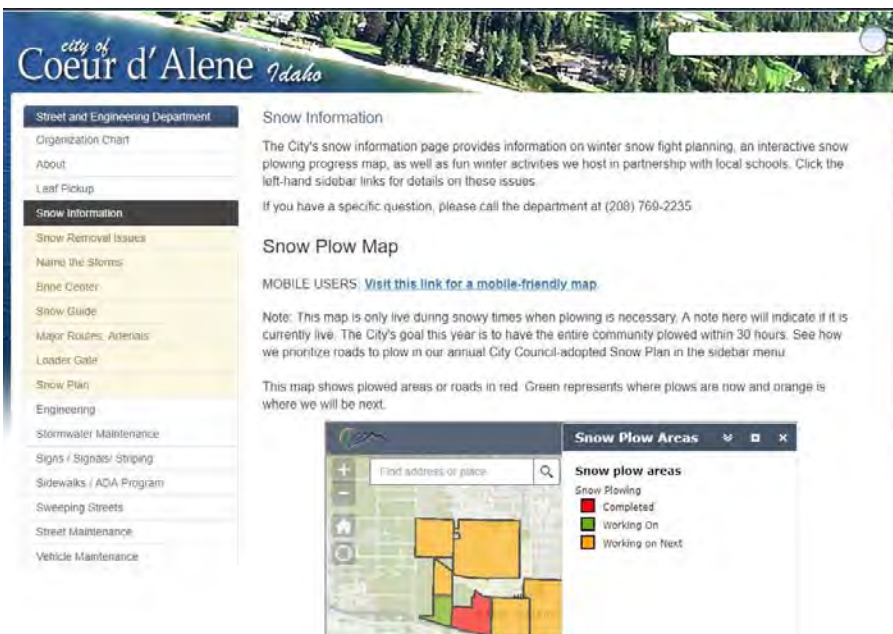 city of
Coeur d'Alene Idaho
Street and Engineering Department
Organization Chart
About
Leaf Pickup
Snow Information
Snow Removal Issues
Name the Storms
Brine Center
Snow Guide
Major Routes, Arterials
Loader Gate
Snow Plan
Engineering
Stormwater Maintenance
Signs / Signals/ Striping
Sidewalks / ADA Program
Sweeping Streets
Street Maintenance
Vehicle Maintenance
Snow Information
The City's snow information page provides information on winter snow fight planning, an interactive snow
plowing progress map, as well as fun winter activities we host in partnership with local schools. Click the
left-hand sidebar links for details on these issues.
If you have a specific question, please call the department at (208) 769-2235
Snow Plow Map
MOBILE USERS: Visit this link for a mobile-friendly map.
Note: This map is only live during snowy times when plowing is necessary. A note here will indicate if it is
currently live. The City's goal this year is to have the entire community plowed within 30 hours. See how
we prioritize roads to plow in our annual City Council-adopted Snow Plan in the sidebar menu.
This map shows plowed areas or roads in red. Green represents where plows are now and orange is
where we will be next.
Find address or place
Snow Plow Areas
Snow plow areas
Snow Plowing
Completed
Working On
Working on Next